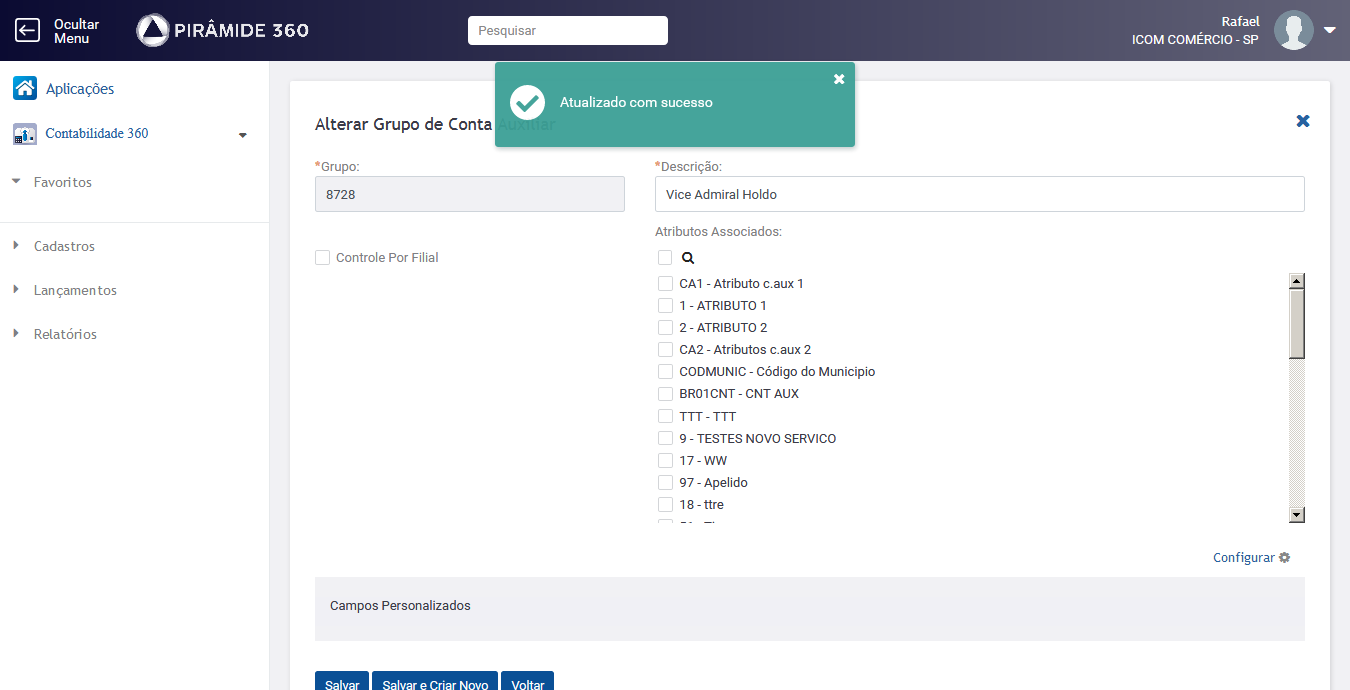 Ocultar
Menu
PIRÂMIDE 360
Pesquisar
Rafael
ICOM COMÉRCIO - SP
Aplicações
Contabilidade 360
Favoritos
Cadastros
Lançamentos
Relatórios
Atualizado com sucesso
Alterar Grupo de Conta Auxiliar
*Grupo:
8728
*Descrição:
Vice Admiral Holdo
Controle Por Filial
Atributos Associados:
CA1 - Atributo c.aux 1
1 - ATRIBUTO 1
2 - ATRIBUTO 2
CA2 - Atributos c.aux 2
CODMUNIC - Código do Municipio
BR01CNT - CNT AUX
TTT - TTT
9 - TESTES NOVO SERVICO
17 - WW
97 - Apelido
18 - ttre
Configurar
Campos Personalizados
Salvar
Salvar e Criar Novo
Voltar